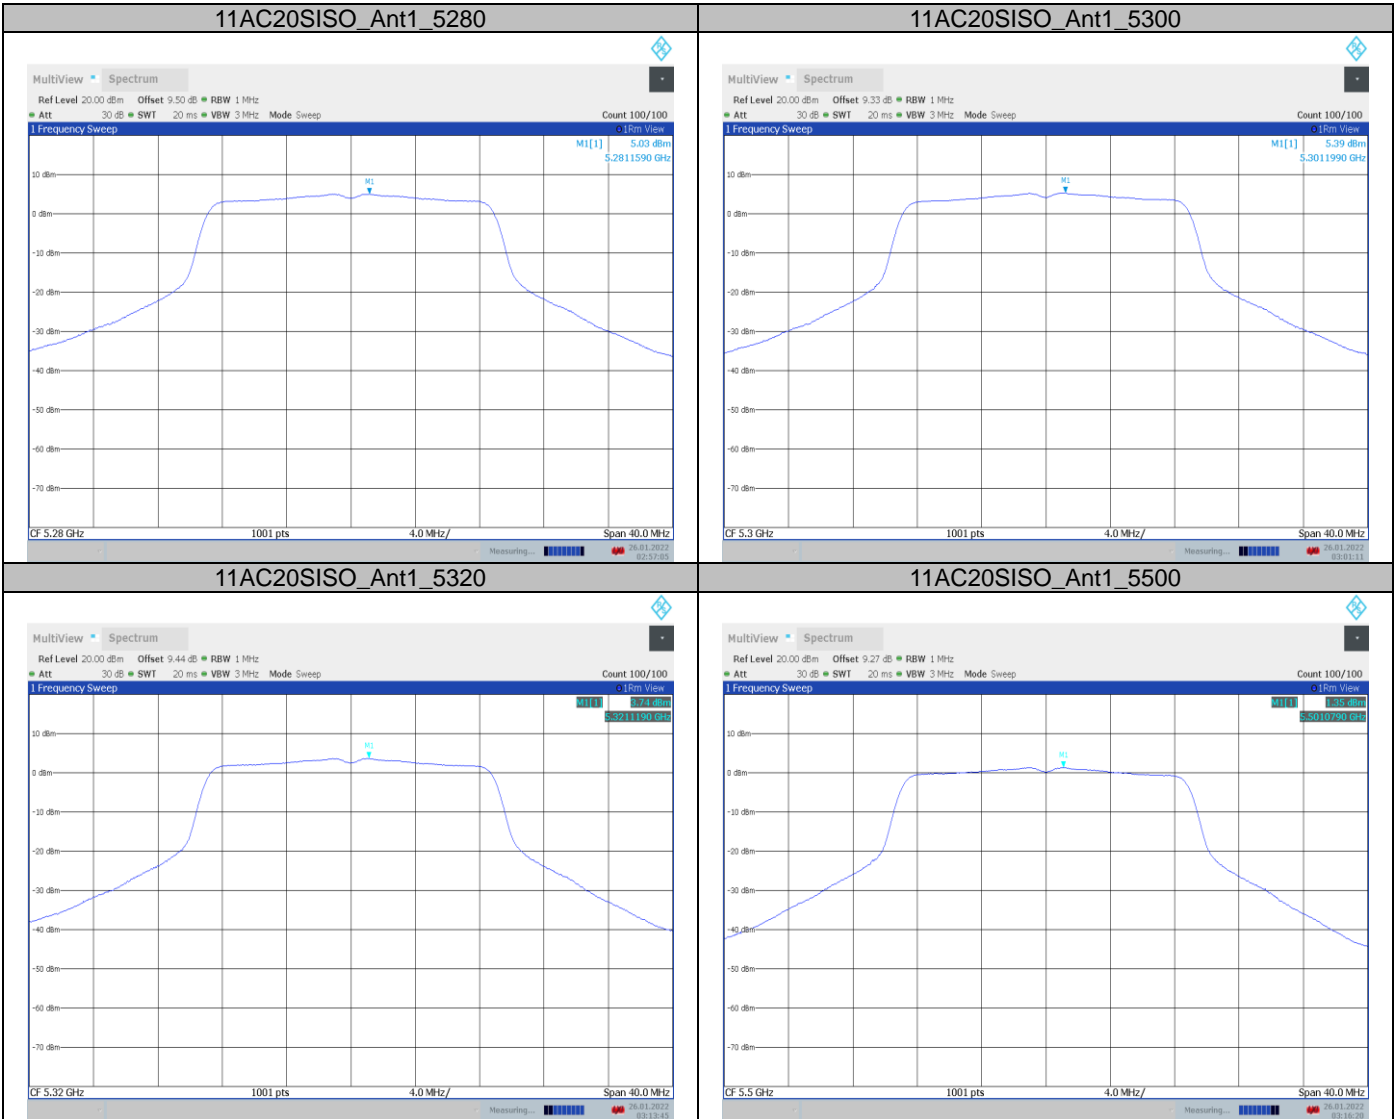 11AC20SISO_Ant1_5280
MultiView Spectrum
Ref Level 20.00 dBm Offset 9.50 dB RBW 1 MHz
Att 30 dB SWT 20 ms VBW 3 MHz Mode Sweep Count 100/100
1 Frequency Sweep 1Rm View
M1[1] 5.03 dBm
5.2811590 GHz
M1
10 dBm
0 dBm
-10 dBm
-20 dBm
-30 dBm
-40 dBm
-50 dBm
-60 dBm
-70 dBm
CF 5.28 GHz 1001 pts 4.0 MHz/ Span 40.0 MHz
Measuring... 26.01.2022
02:57:05
11AC20SISO_Ant1_5300
MultiView Spectrum
Ref Level 20.00 dBm Offset 9.33 dB RBW 1 MHz
Att 30 dB SWT 20 ms VBW 3 MHz Mode Sweep Count 100/100
1 Frequency Sweep 1Rm View
M1[1] 5.39 dBm
5.3011990 GHz
M1
10 dBm
0 dBm
-10 dBm
-20 dBm
-30 dBm
-40 dBm
-50 dBm
-60 dBm
-70 dBm
CF 5.3 GHz 1001 pts 4.0 MHz/ Span 40.0 MHz
Measuring... 26.01.2022
03:01:11
11AC20SISO_Ant1_5320
MultiView Spectrum
Ref Level 20.00 dBm Offset 9.44 dB RBW 1 MHz
Att 30 dB SWT 20 ms VBW 3 MHz Mode Sweep Count 100/100
1 Frequency Sweep 1Rm View
M1[1] 3.74 dBm
5.3211190 GHz
M1
10 dBm
0 dBm
-10 dBm
-20 dBm
-30 dBm
-40 dBm
-50 dBm
-60 dBm
-70 dBm
CF 5.32 GHz 1001 pts 4.0 MHz/ Span 40.0 MHz
Measuring... 26.01.2022
03:13:45
11AC20SISO_Ant1_5500
MultiView Spectrum
Ref Level 20.00 dBm Offset 9.27 dB RBW 1 MHz
Att 30 dB SWT 20 ms VBW 3 MHz Mode Sweep Count 100/100
1 Frequency Sweep 1Rm View
M1[1] 1.35 dBm
5.5010790 GHz
M1
10 dBm
0 dBm
-10 dBm
-20 dBm
-30 dBm
-40 dBm
-50 dBm
-60 dBm
-70 dBm
CF 5.5 GHz 1001 pts 4.0 MHz/ Span 40.0 MHz
Measuring... 26.01.2022
03:16:20